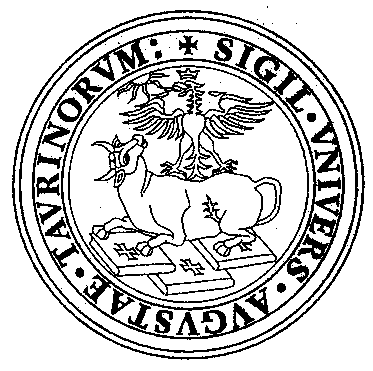 ✠ SIGIL · VNIVERS · AVGVSTAE · TAVRINORVM: